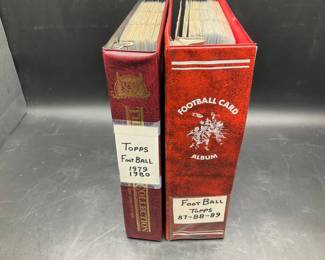 TOPPS
FOOTBALL
1979
1980
COLLECTION
FOOTBALL CARD
ALBUM
FOOTBALL
TOPPS
87-88-89